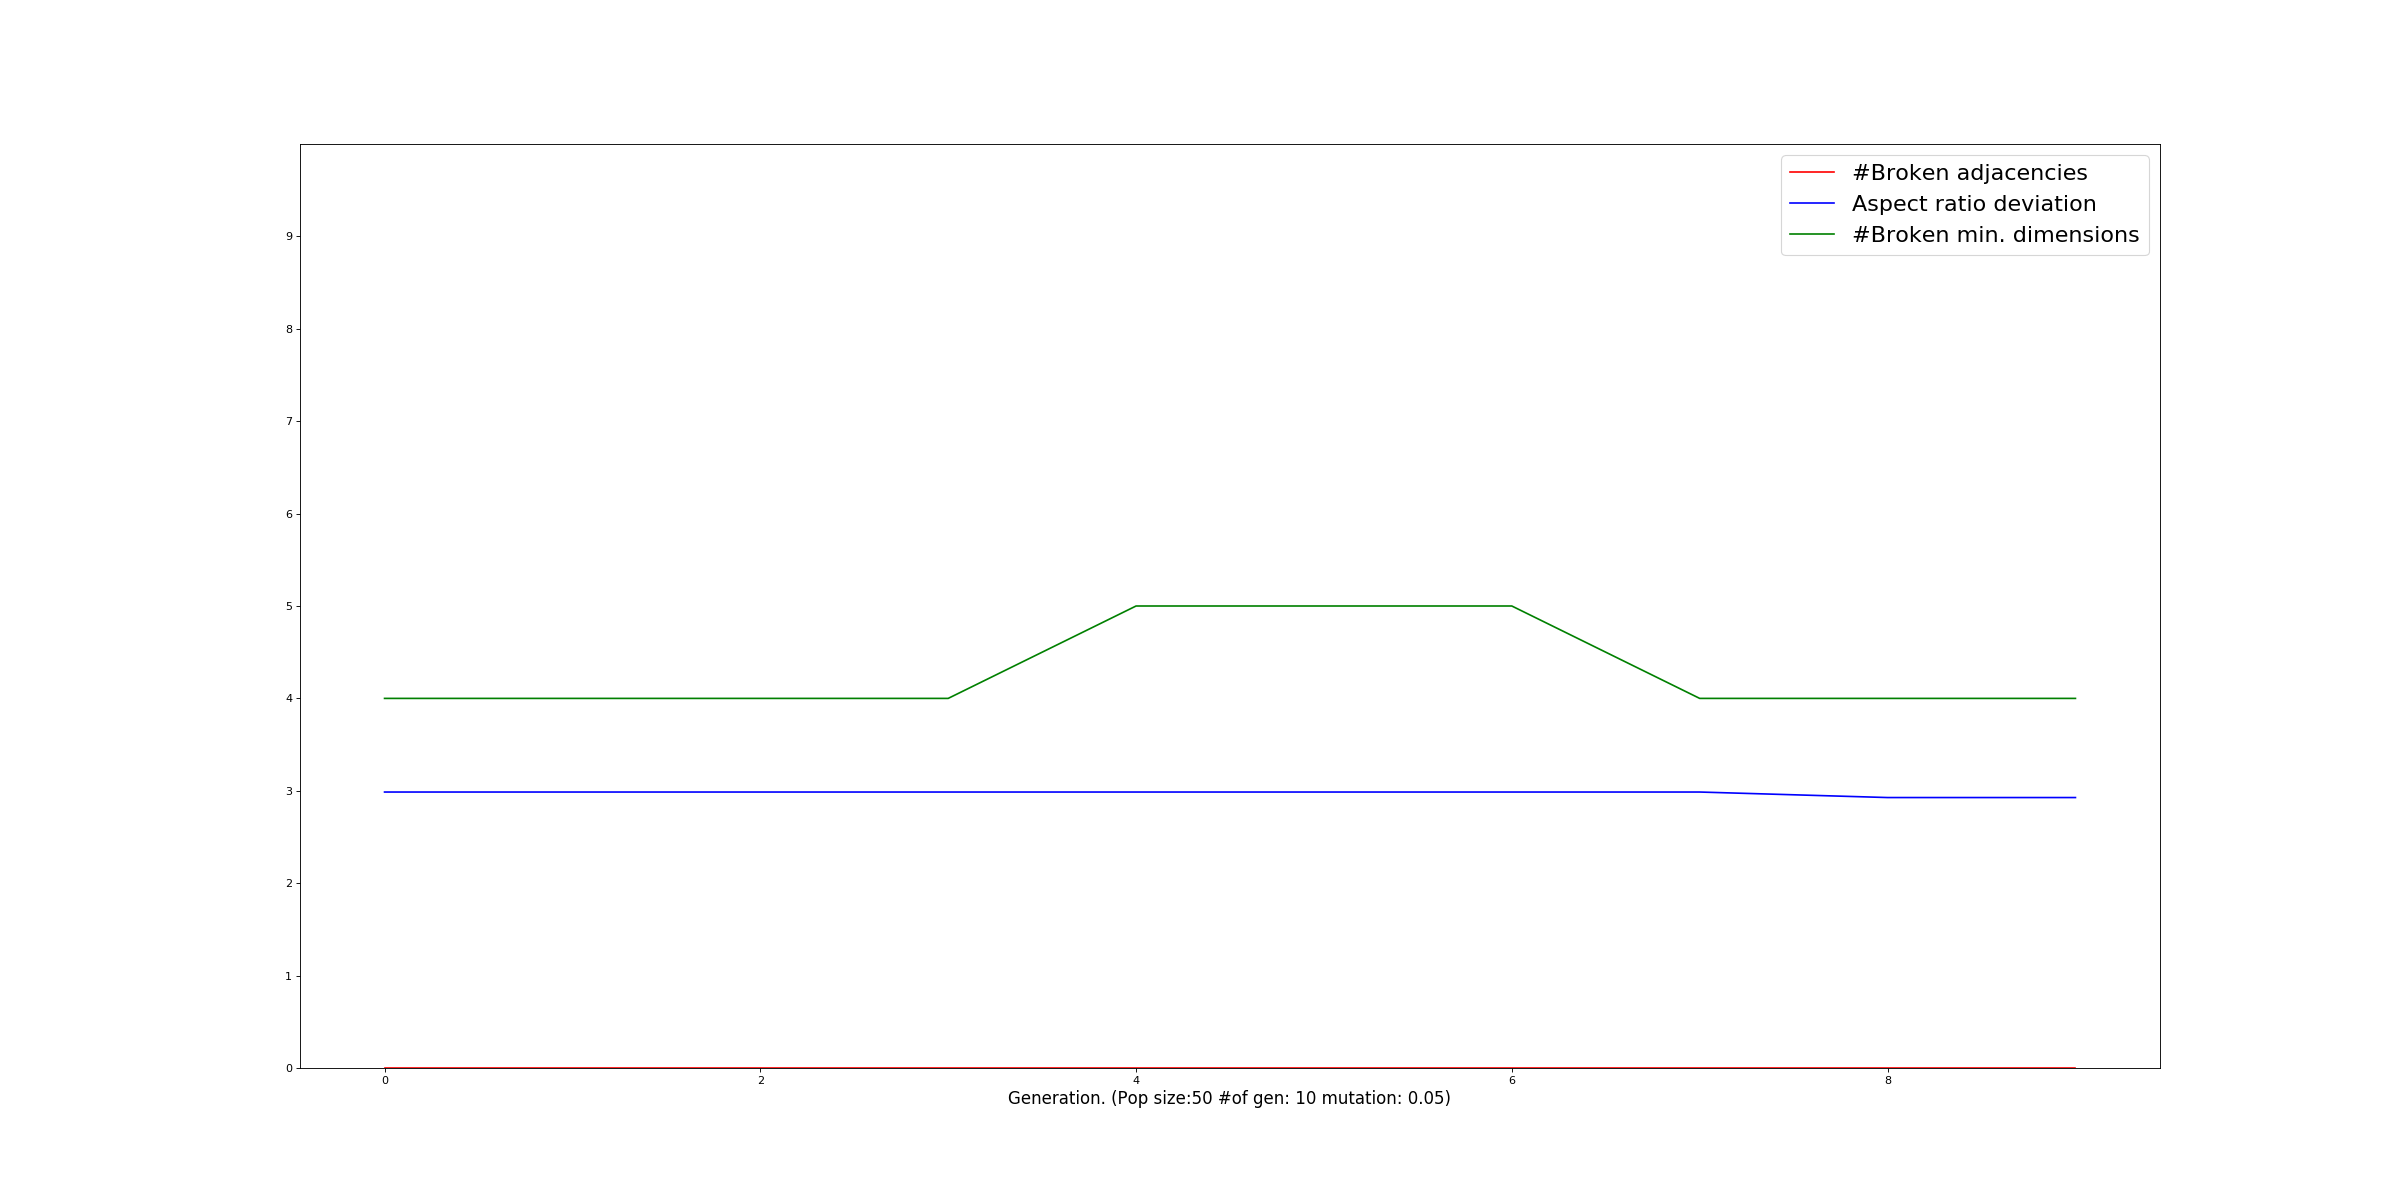 #Broken adjacencies
Aspect ratio deviation
#Broken min. dimensions
9
8
7
6
5
4
3
2
1
0
0 2 4 6 8
Generation. (Pop size:50 #of gen: 10 mutation: 0.05)